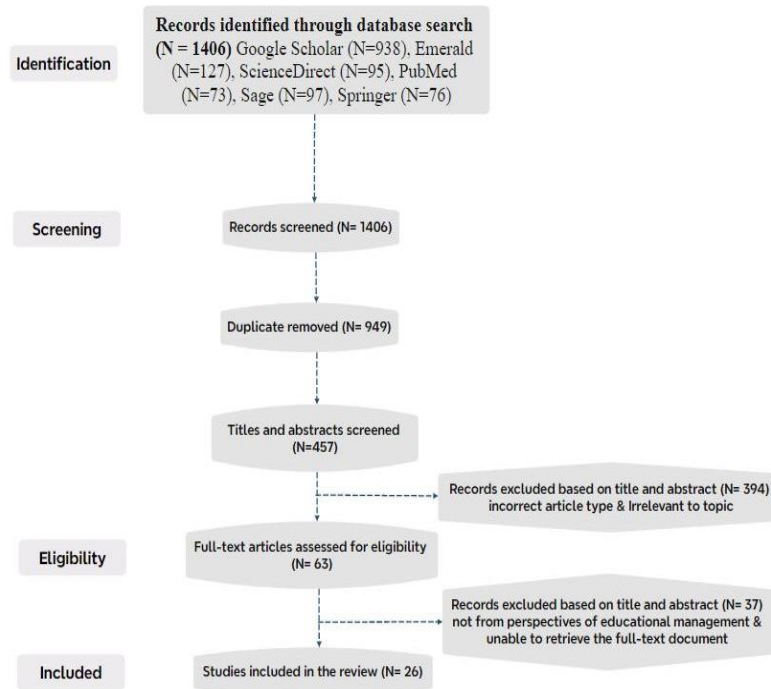 Records identified through database search
(N = 1406) Google Scholar (N=938), Emerald
(N=127), ScienceDirect (N=95), PubMed
(N=73), Sage (N=97), Springer (N=76)
Identification
Screening
Records screened (N= 1406)
Duplicate removed (N= 949)
Titles and abstracts screened
(N=457)
Records excluded based on title and abstract (N= 394)
incorrect article type & Irrelevant to topic
Eligibility
Full-text articles assessed for eligibility
(N= 63)
Records excluded based on title and abstract (N= 37)
not from perspectives of educational management &
unable to retrieve the full-text document
Included
Studies included in the review (N= 26)